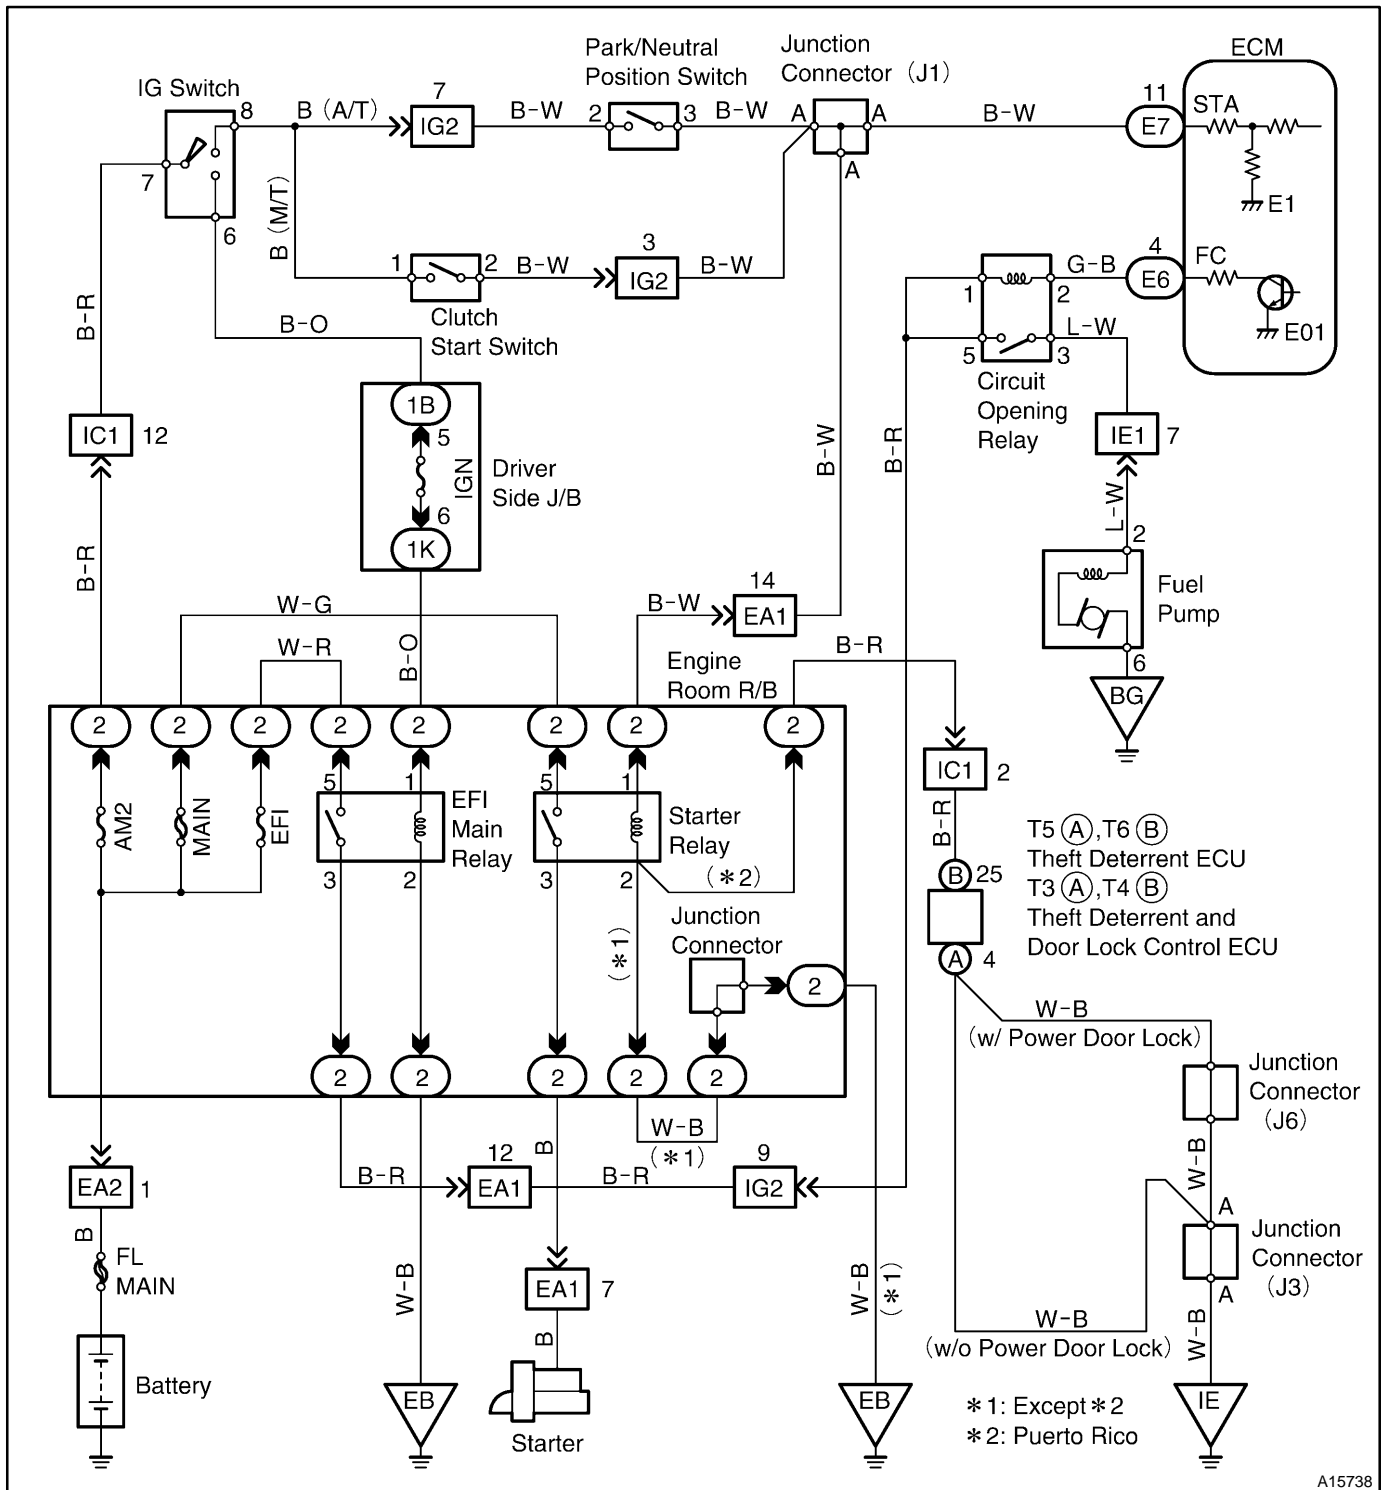 Park/Neutral
Position Switch
Junction
Connector (J1)
ECM
IG Switch
8
B (A/T)
7
IG2
B-W
2
3
B-W
A
A
A
B-W
11
E7
STA
E1
7
6
B (M/T)
1
2
B-W
3
IG2
B-W
Clutch
Start Switch
1
2
G-B
4
E6
FC
E01
5
3
L-W
Circuit
Opening
Relay
B-R
B-O
IC1
12
B-R
1B
5
IGN
6
1K
Driver
Side J/B
B-W
B-R
IE1
7
L-W
2
Fuel
Pump
6
BG
W-G
W-R
B-O
B-W
14
EA1
B-R
Engine
Room R/B
2
2
2
2
2
2
2
2
AM2
MAIN
EFI
5
1
EFI
Main
Relay
3
2
5
1
Starter
Relay
3
2
(*2)
(*1)
Junction
Connector
2
2
2
2
2
2
IC1
2
B-R
B
25
A
4
T5 A, T6 B
Theft Deterrent ECU
T3 A, T4 B
Theft Deterrent and
Door Lock Control ECU
W-B
(w/ Power Door Lock)
Junction
Connector
(J6)
W-B
A
Junction
Connector
(J3)
A
W-B
W-B
(w/o Power Door Lock)
IE
EA2
1
B
FL
MAIN
Battery
B-R
12
EA1
B-R
9
IG2
W-B
(*1)
B
EA1
7
B
Starter
W-B
EB
W-B
(*1)
EB
*1: Except *2
*2: Puerto Rico
A15738